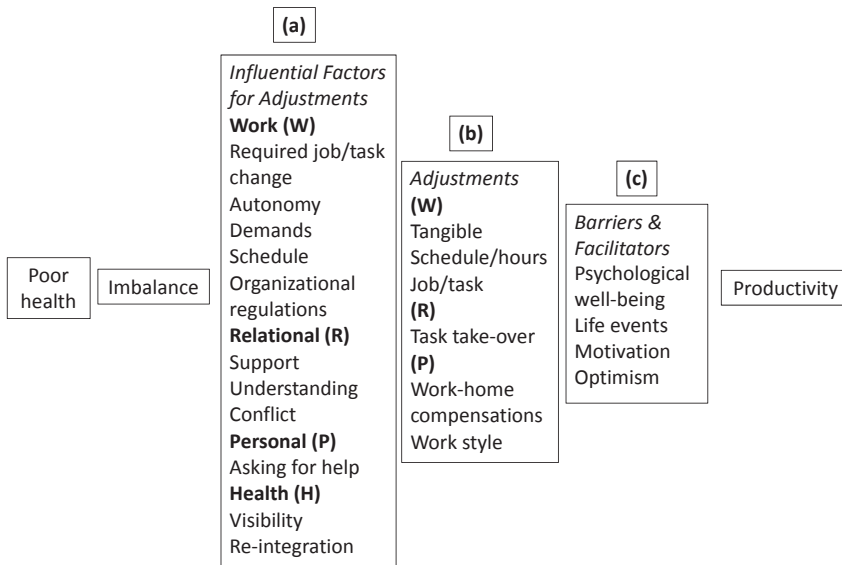 Poor
health
Imbalance
(a)
Influential Factors
for Adjustments
Work (W)
Required job/task
change
Autonomy
Demands
Schedule
Organizational
regulations
Relational (R)
Support
Understanding
Conflict
Personal (P)
Asking for help
Health (H)
Visibility
Re-integration
(b)
Adjustments
(W)
Tangible
Schedule/hours
Job/task
(R)
Task take-over
(P)
Work-home
compensations
Work style
(c)
Barriers &
Facilitators
Psychological
well-being
Life events
Motivation
Optimism
Productivity